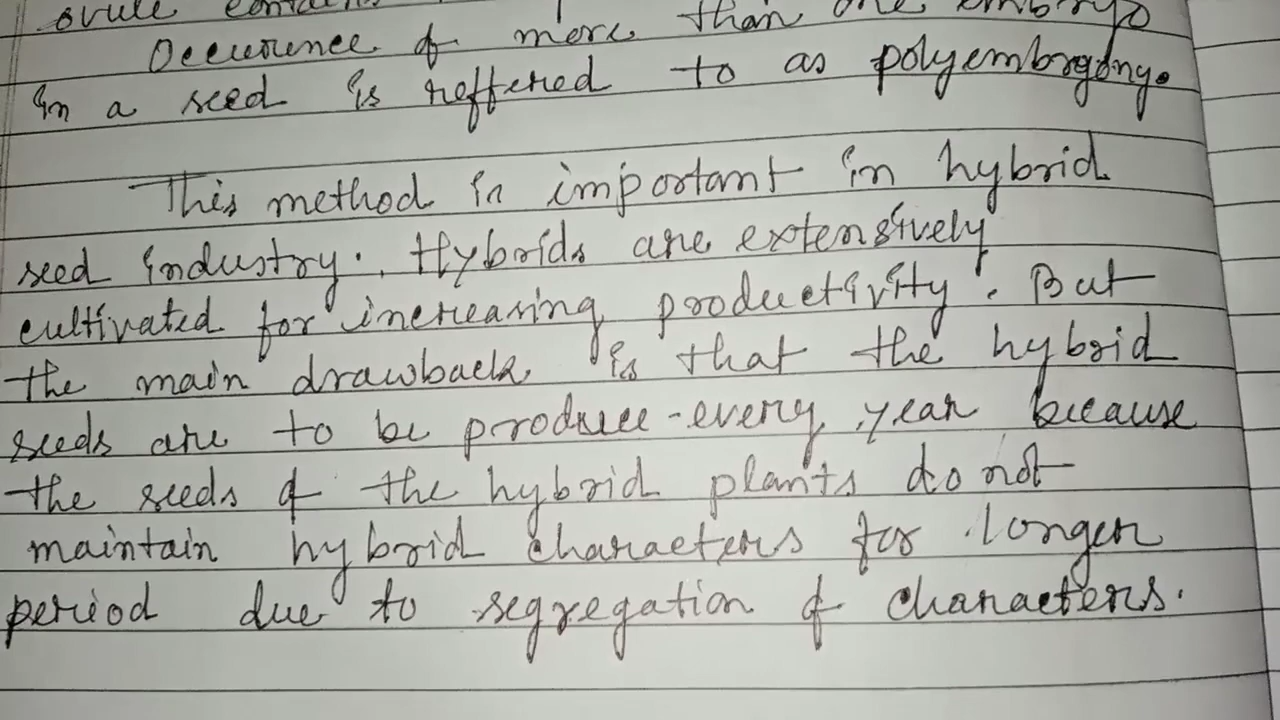 ovule
Occurence of more than one embryo
in a seed is reffered to as polyembryony.
This method is important in hybrid
seed industry. Hybrids are extensively
cultivated for increasing productivity. But
the main drawback is that the hybrid
seeds are to be produce every year because
the seeds of the hybrid plants do not
maintain hybrid characters for longer
period due to segregation of characters.